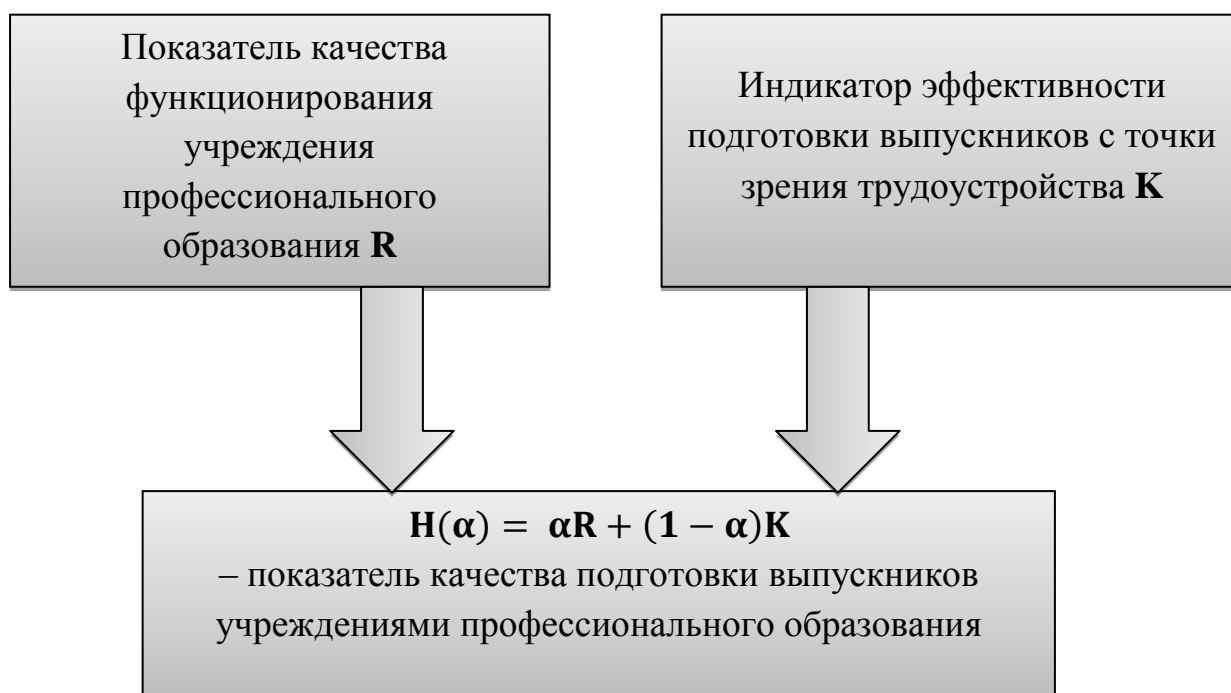 Показатель качества
функционирования
учреждения
профессионального
образования R
Индикатор эффективности
подготовки выпускников с точки
зрения трудоустройства K
H(α) = αR + (1 − α)K
– показатель качества подготовки выпускников
учреждениями профессионального образования